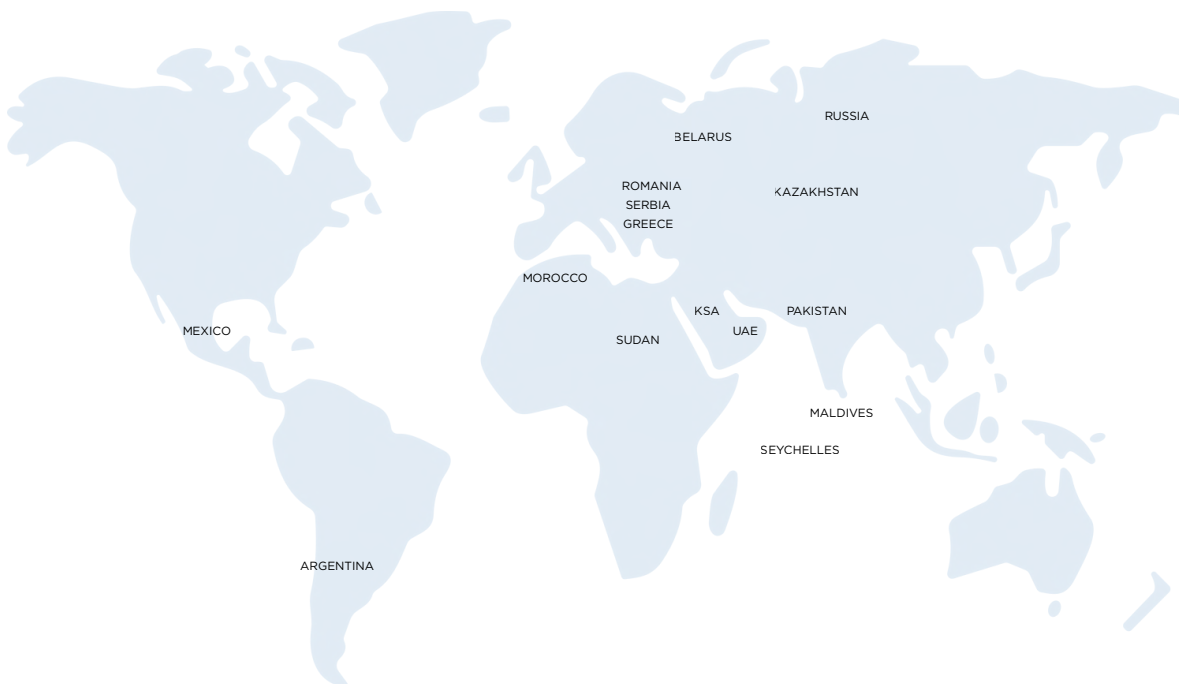 RUSSIA
BELARUS
ROMANIA
KAZAKHSTAN
SERBIA
GREECE
MOROCCO
KSA
PAKISTAN
MEXICO
UAE
SUDAN
MALDIVES
SEYCHELLES
ARGENTINA